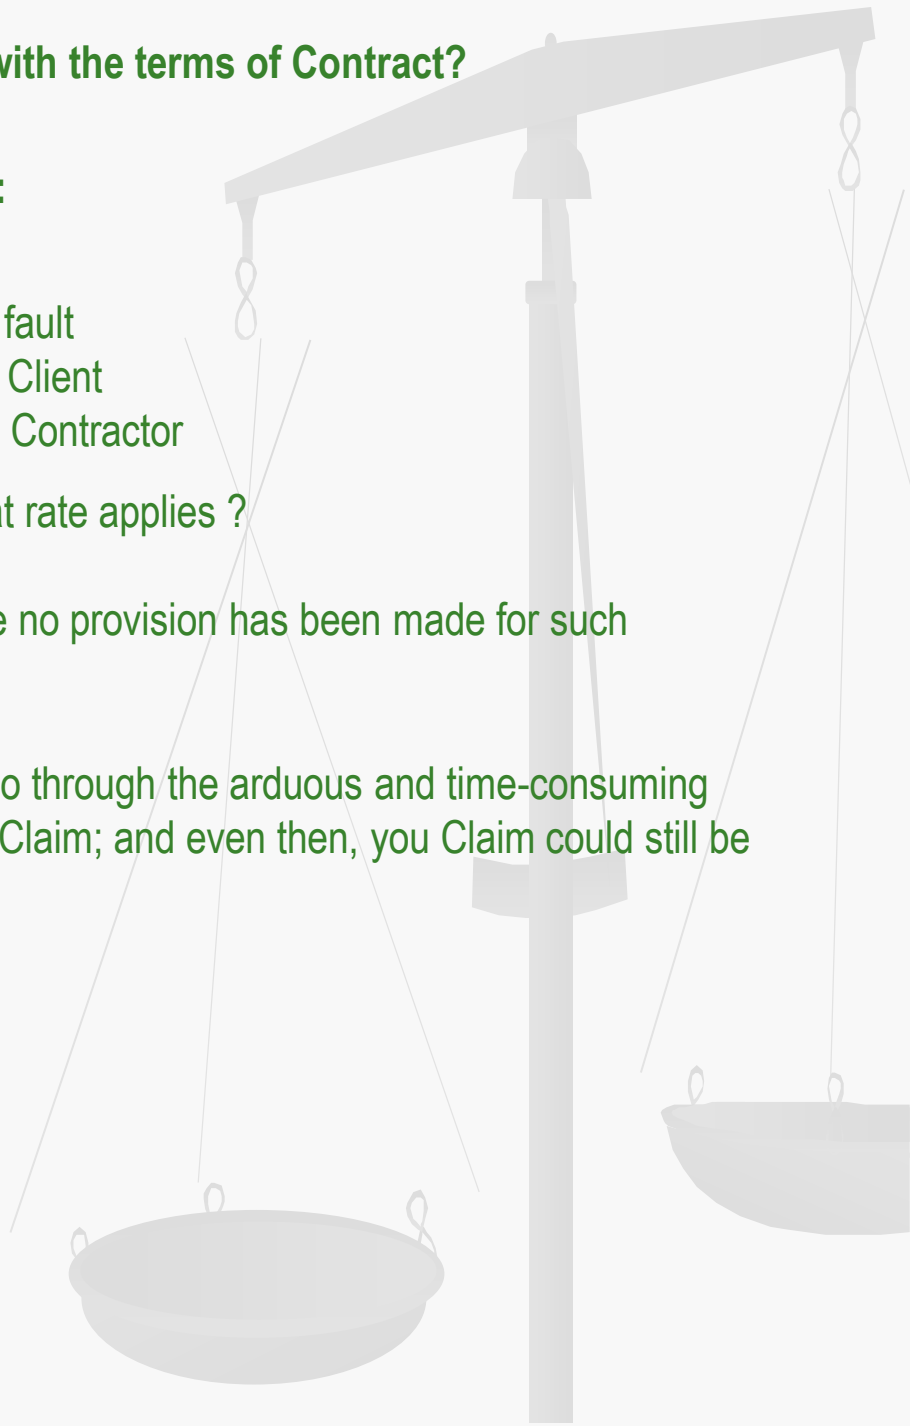 with the terms of Contract?
:
fault
Client
Contractor
rate applies ?
no provision has been made for such
through the arduous and time-consuming
Claim; and even then, you Claim could still be